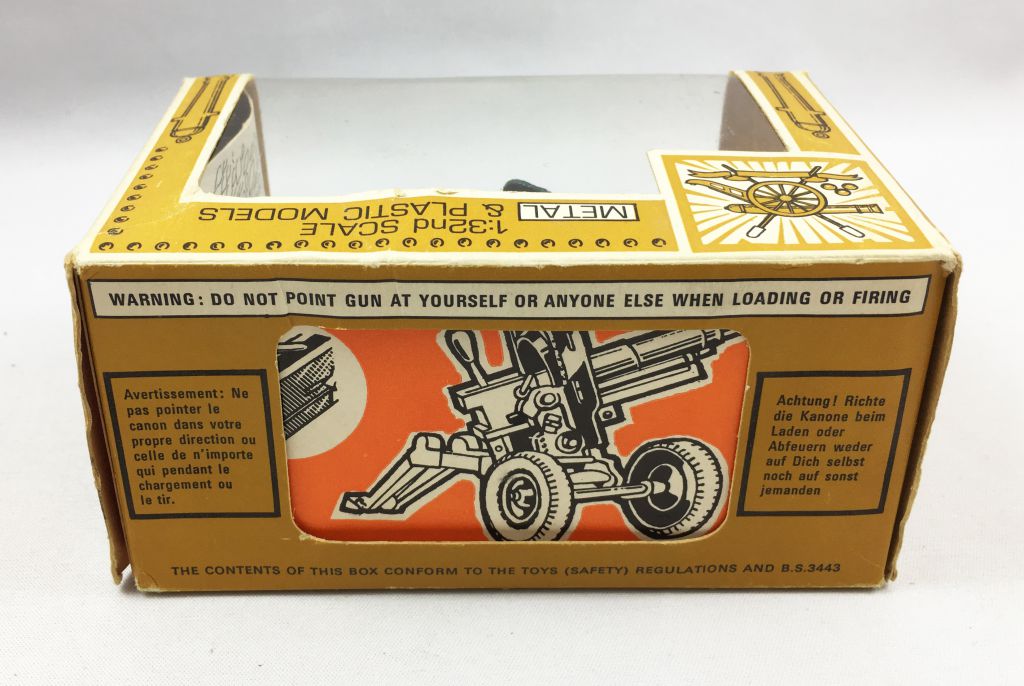 1:32nd SCALE
METAL & PLASTIC MODELS
WARNING: DO NOT POINT GUN AT YOURSELF OR ANYONE ELSE WHEN LOADING OR FIRING
Avertissement: Ne
pas pointer le
canon dans votre
propre direction ou
celle de n'importe
qui pendant le
chargement ou
le tir.
Achtung! Richte
die Kanone beim
Laden oder
Abfeuern weder
auf Dich selbst
noch auf sonst
jemanden
THE CONTENTS OF THIS BOX CONFORM TO THE TOYS (SAFETY) REGULATIONS AND B.S.3443